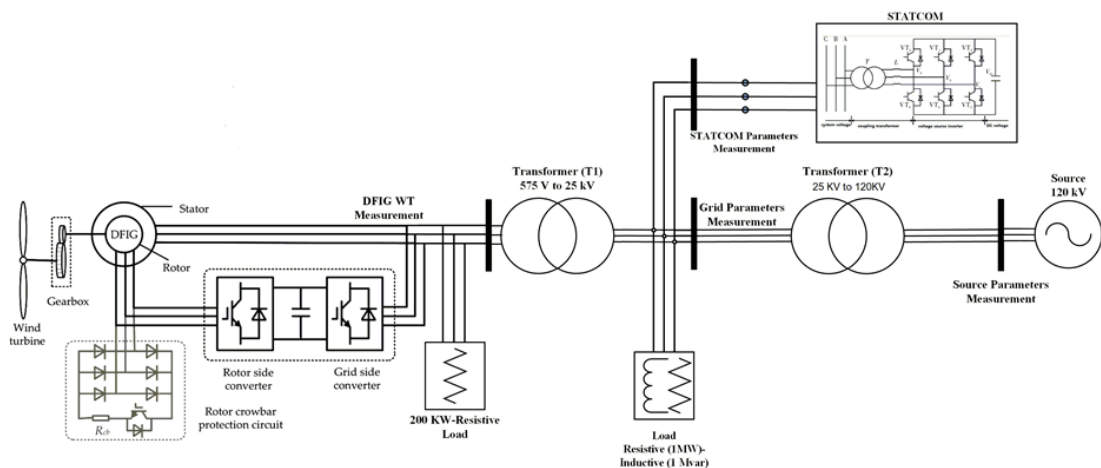 STATCOM
C B A
T
L
system voltage
coupling transformer
voltage source inverter
DC voltage
STATCOM Parameters
Measurement
Transformer (T1)
575 V to 25 kV
Transformer (T2)
25 KV to 120KV
Source
120 kV
DFIG WT
Measurement
Grid Parameters
Measurement
Stator
DFIG
Rotor
Source Parameters
Measurement
Gearbox
Wind
turbine
Rotor side
converter
Grid side
converter
200 KW-Resistive
Load
Rotor crowbar
protection circuit
Rcb
Load
Resistive (1MW)-
Inductive (1 Mvar)